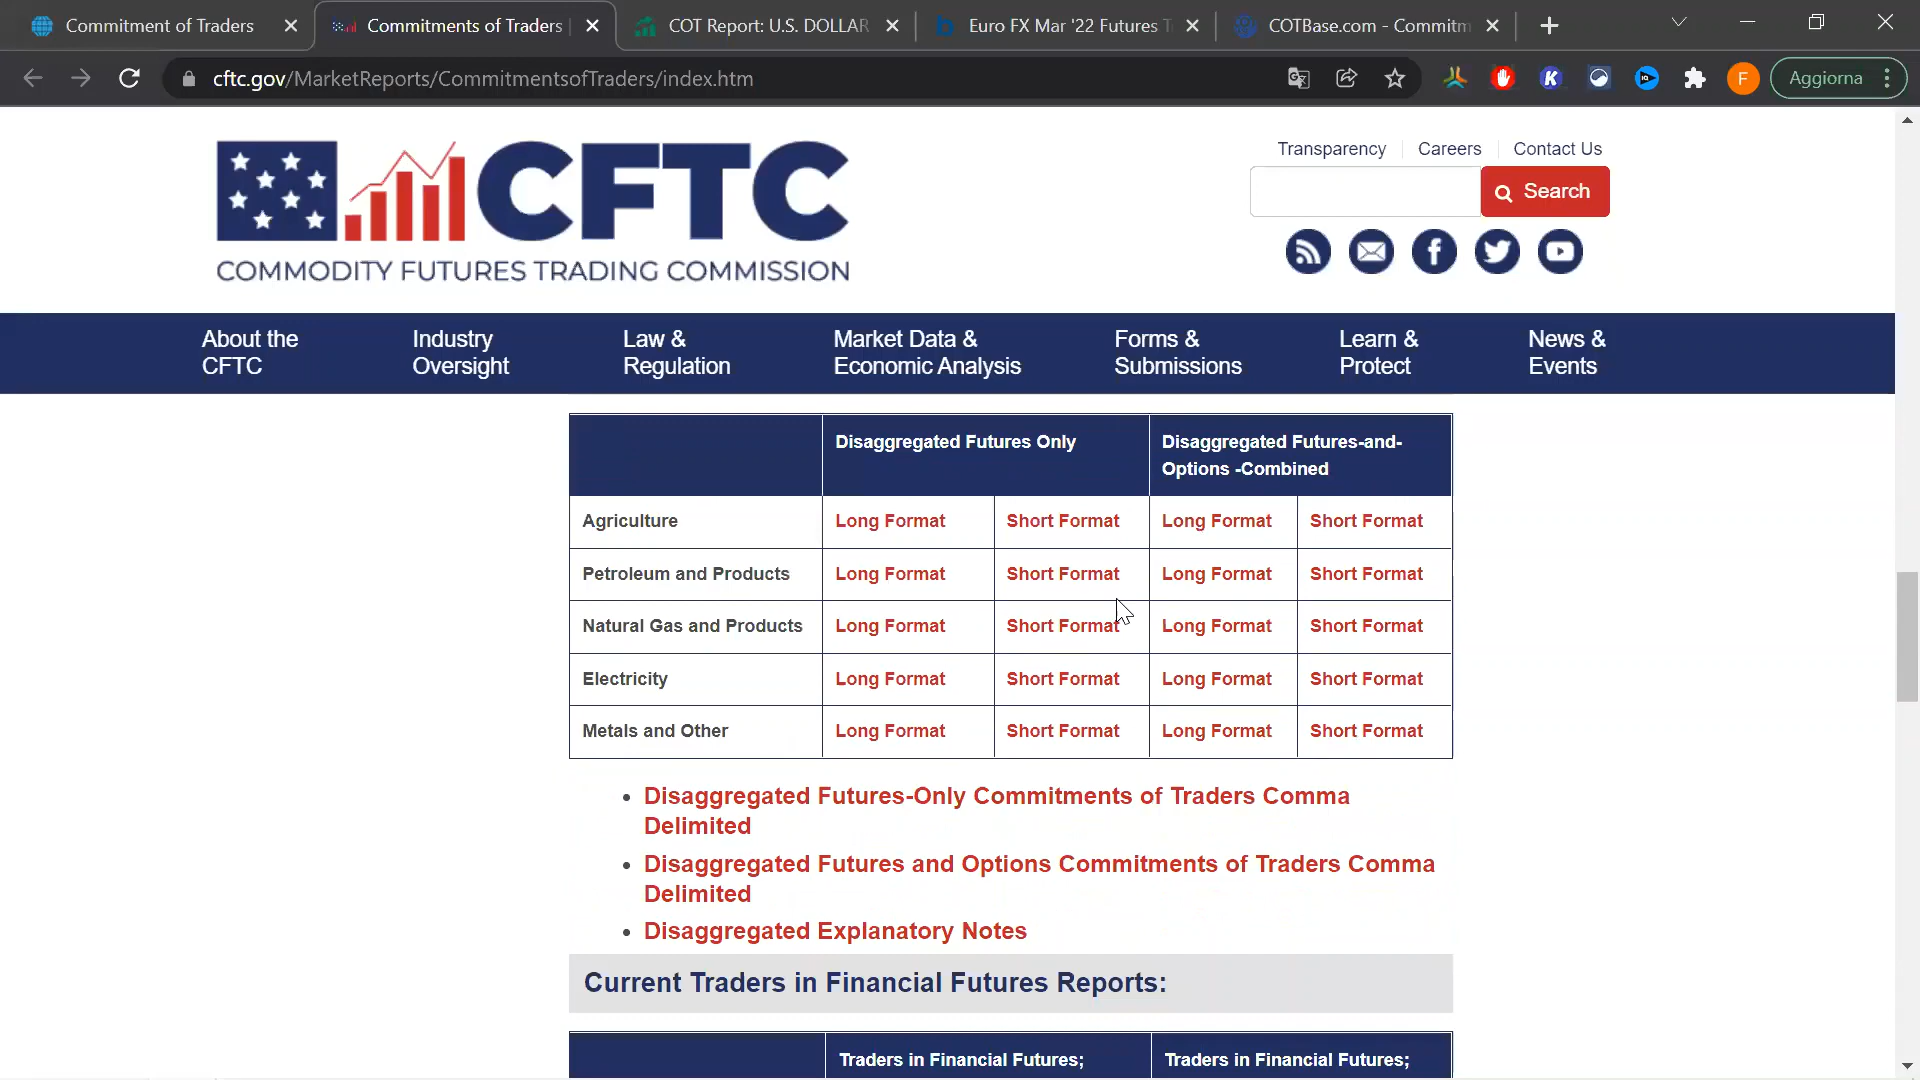 Commitment of Traders
Commitments of Traders |
COT Report: U.S. DOLLAR
Euro FX Mar '22 Futures T
COTBase.com - Commitm
cftc.gov/MarketReports/CommitmentsofTraders/index.htm
K
IQ
F
Aggiorna
CFTC
COMMODITY FUTURES TRADING COMMISSION
Transparency
Careers
Contact Us
Search
About the
CFTC
Industry
Oversight
Law &
Regulation
Market Data &
Economic Analysis
Forms &
Submissions
Learn &
Protect
News &
Events
Disaggregated Futures Only
Disaggregated Futures-and-
Options -Combined
Agriculture Long Format Short Format Long Format Short Format
Petroleum and Products Long Format Short Format Long Format Short Format
Natural Gas and Products Long Format Short Format Long Format Short Format
Electricity Long Format Short Format Long Format Short Format
Metals and Other Long Format Short Format Long Format Short Format
• Disaggregated Futures-Only Commitments of Traders Comma
Delimited
• Disaggregated Futures and Options Commitments of Traders Comma
Delimited
• Disaggregated Explanatory Notes
Current Traders in Financial Futures Reports:
Traders in Financial Futures; Traders in Financial Futures;